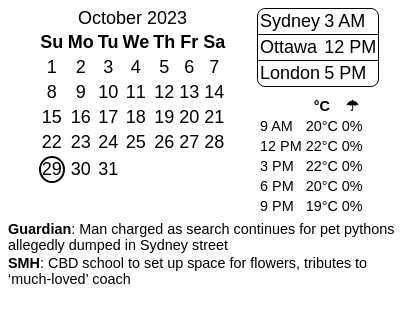 October 2023
Su Mo Tu We Th Fr Sa
1 2 3 4 5 6 7
8 9 10 11 12 13 14
15 16 17 18 19 20 21
22 23 24 25 26 27 28
29 30 31
Sydney 3 AM
Ottawa 12 PM
London 5 PM
°C ☂
9 AM 20°C 0%
12 PM 22°C 0%
3 PM 22°C 0%
6 PM 20°C 0%
9 PM 19°C 0%
Guardian: Man charged as search continues for pet pythons
allegedly dumped in Sydney street
SMH: CBD school to set up space for flowers, tributes to
‘much-loved’ coach